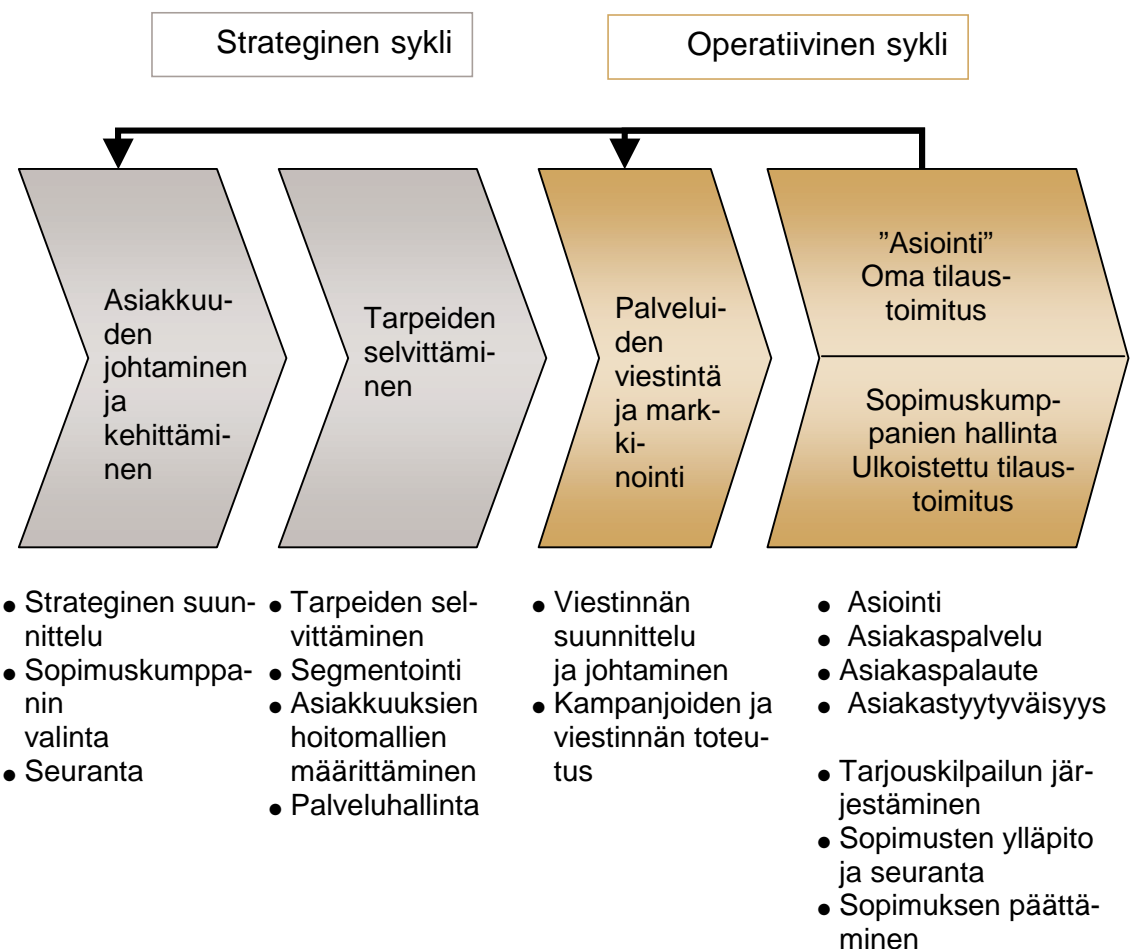 Strateginen sykli
Operatiivinen sykli
Asiakkuu-
den
johtaminen
ja
kehittämi-
nen
Tarpeiden
selvittämi-
nen
Palvelui-
den
viestintä
ja mark-
ki-
nointi
”Asiointi”
Oma tilaus-
toimitus
Sopimuskump-
panien hallinta
Ulkoistettu tilaus-
toimitus
● Strateginen suun-
nittelu
● Sopimuskumppa-
nin
valinta
● Seuranta
● Tarpeiden sel-
vittäminen
● Segmentointi
● Asiakkuuksien
hoitomallien
määrittäminen
● Palveluhallinta
● Viestinnän
suunnittelu
ja johtaminen
● Kampanjoiden ja
viestinnän toteu-
tus
● Asiointi
● Asiakaspalvelu
● Asiakaspalaute
● Asiakastyytyväisyys
● Tarjouskilpailun jär-
jestäminen
● Sopimusten ylläpito
ja seuranta
● Sopimuksen päättä-
minen